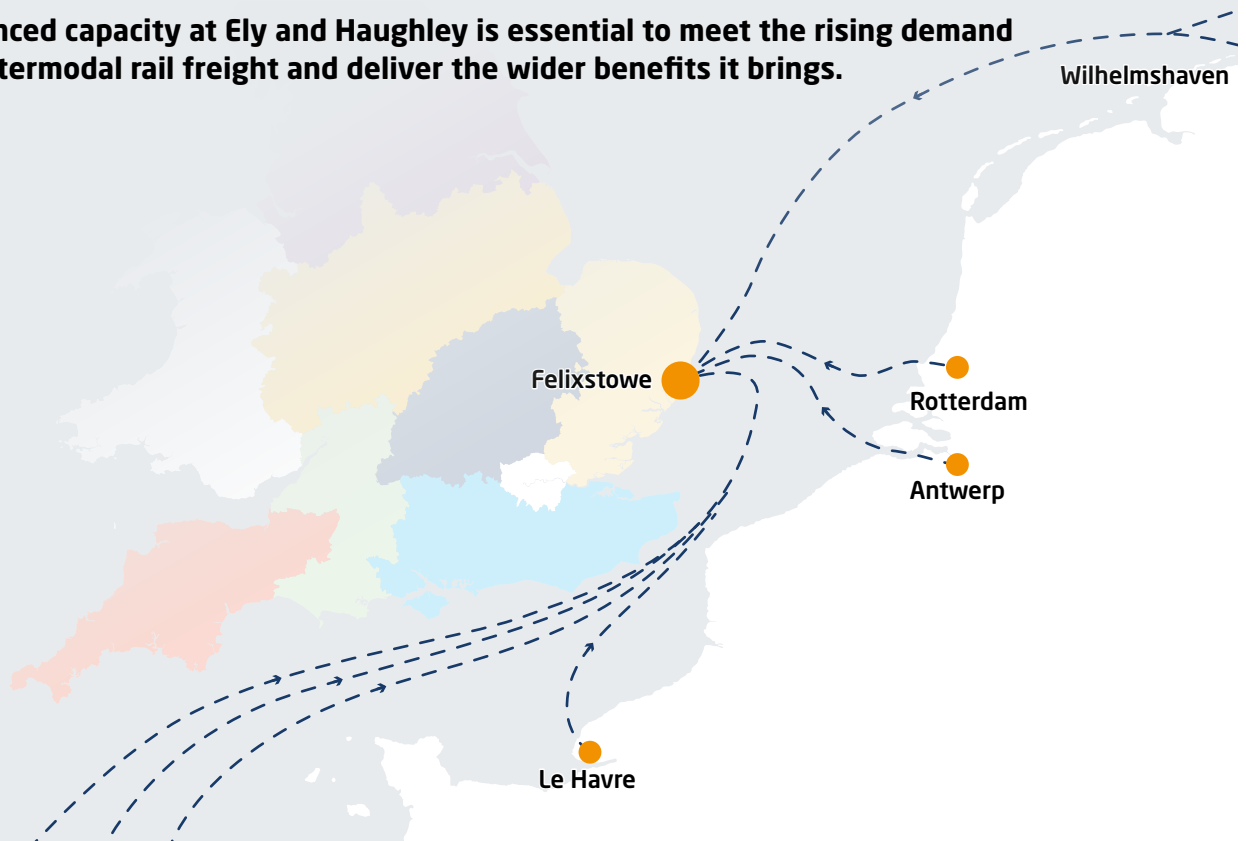 nced capacity at Ely and Haughley is essential to meet the rising demand
termodal rail freight and deliver the wider benefits it brings.
Wilhelmshaven
Felixstowe
Rotterdam
Antwerp
Le Havre